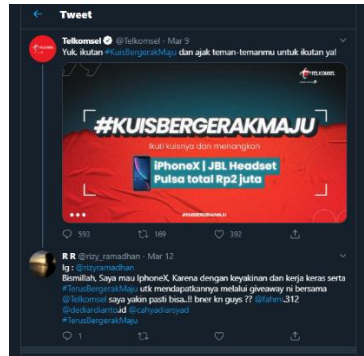 Tweet
Telkomsel @Telkomsel · Mar 9
Yuk, ikutan #KuisBergerakMaju dan ajak teman-temanmu untuk ikutan ya!
TELKOMSEL
#KUISBERGERAKMAJU
Ikuti kuisnya dan menangkan
iPhoneX | JBL Headset
Pulsa total Rp2 juta
#KUISBERGERAKMAJU
593 169 392
R R @rizy_ramadhan · Mar 12
Ig : @rizyramadhan
Bismillah, Saya mau IphoneX, Karena dengan keyakinan dan kerja keras serta
#TerusBergerakMaju utk mendapatkannya melalui giveaway ni bersama
@Telkomsel saya yakin pasti bisa..!! bner kn guys ?? @fahmi.312
@dediardianto.id @cahyadiarsyad
#TerusBergerakMaju
1